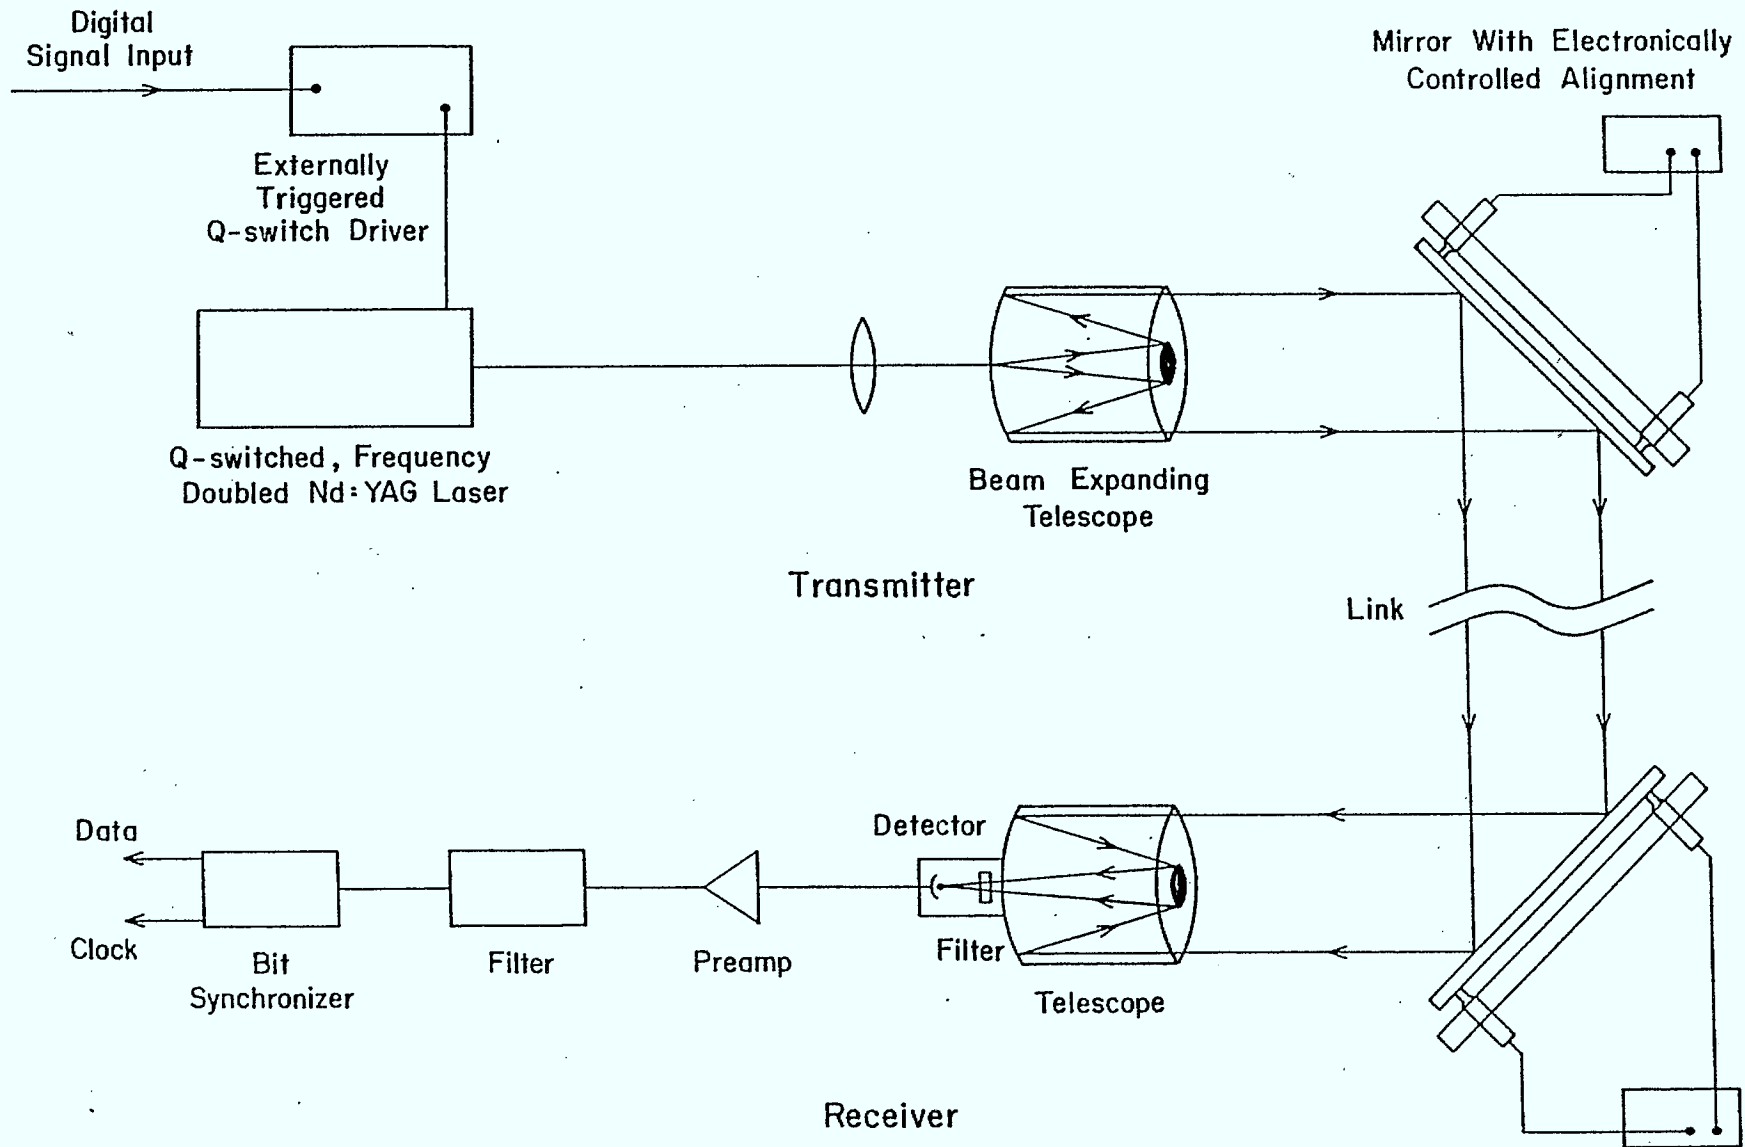 Digital
Signal Input
Mirror With Electronically
Controlled Alignment
Externally
Triggered
Q-switch Driver
Q-switched, Frequency
Doubled Nd:YAG Laser
Beam Expanding
Telescope
Transmitter
Link
Data
Clock
Bit
Synchronizer
Filter
Preamp
Detector
Filter
Telescope
Receiver